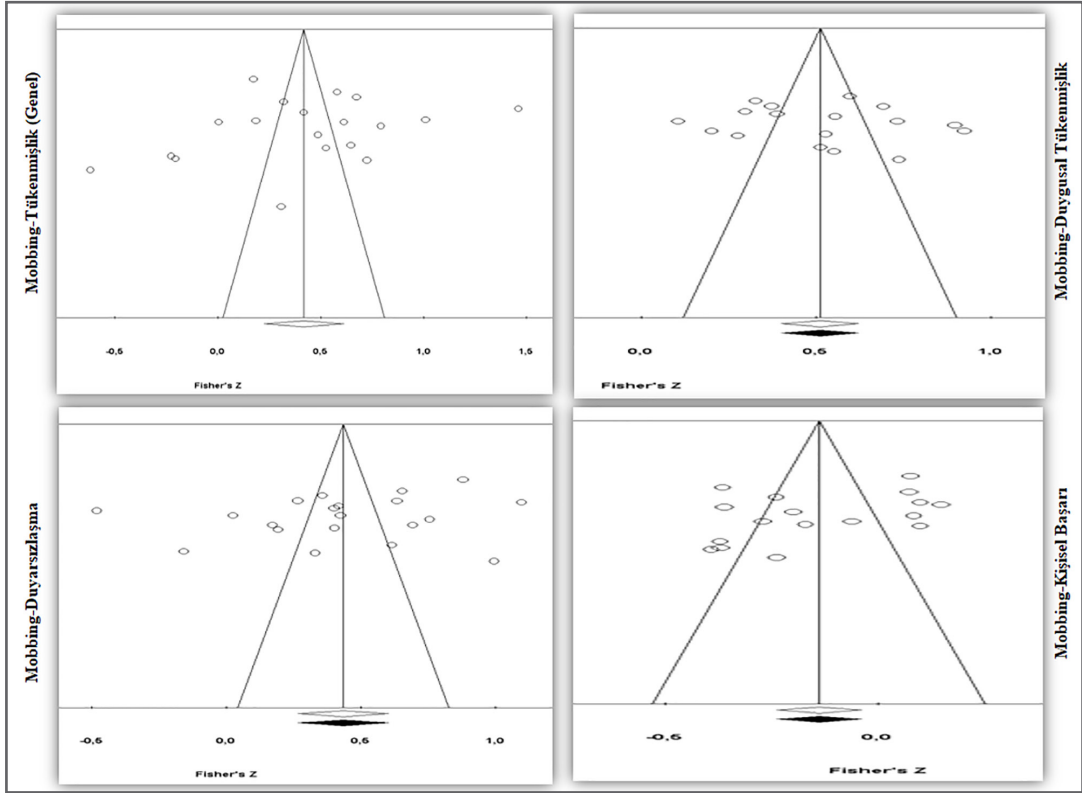 Mobbing-Tükenmişlik (Genel)
-0,5 0,0 0,5 1,0 1,5
Fisher's Z
0,0 0,5 1,0
Fisher's Z
Mobbing-Duygusal Tükenmişlik
Mobbing-Duyarsızlaşma
-0,5 0,0 0,5 1,0
Fisher's Z
-0,5 0,0
Fisher's Z
Mobbing-Kişisel Başarı